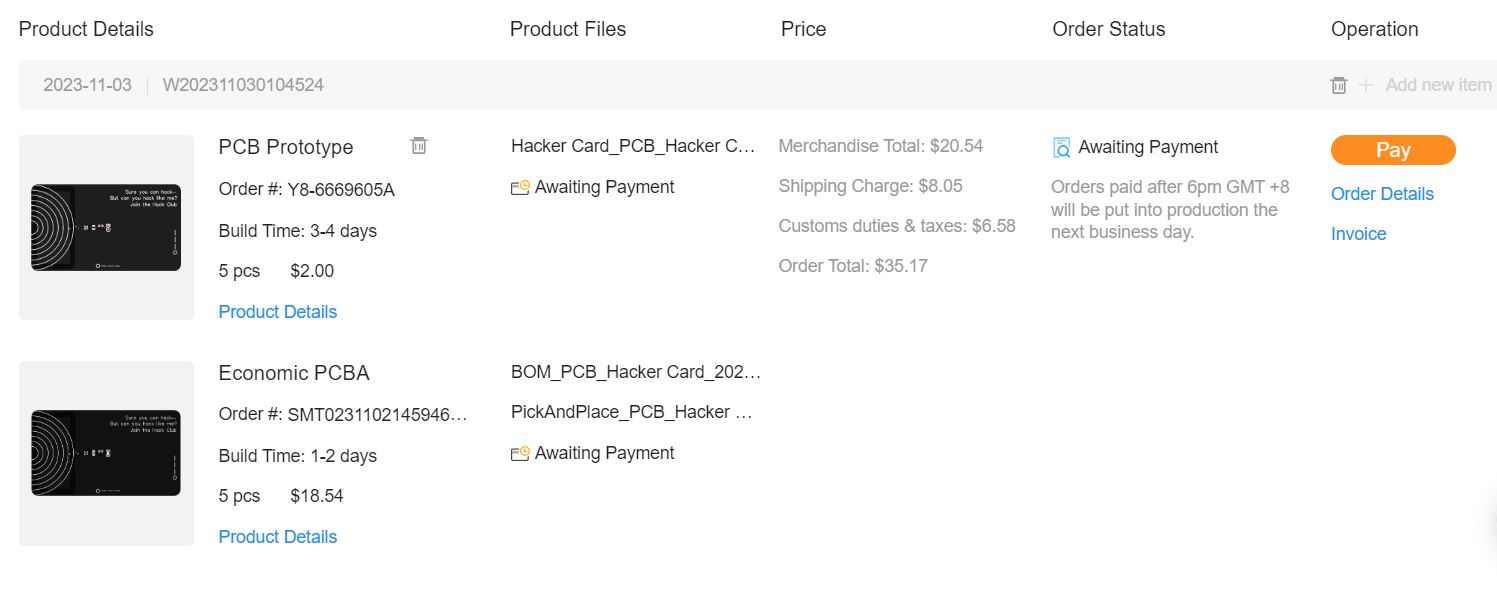 Product Details
Product Files
Price
Order Status
Operation
2023-11-03
W202311030104524
Add new item
Sure you can hack...
But can you hack like me?
Join the Hack Club
PCB Prototype
Order #: Y8-6669605A
Build Time: 3-4 days
5 pcs $2.00
Product Details
Hacker Card_PCB_Hacker C...
Awaiting Payment
Merchandise Total: $20.54
Shipping Charge: $8.05
Customs duties & taxes: $6.58
Order Total: $35.17
Awaiting Payment
Orders paid after 6pm GMT +8
will be put into production the
next business day.
Pay
Order Details
Invoice
Sure you can hack...
But can you hack like me?
Join the Hack Club
Economic PCBA
Order #: SMT0231102145946...
Build Time: 1-2 days
5 pcs $18.54
Product Details
BOM_PCB_Hacker Card_202...
PickAndPlace_PCB_Hacker ...
Awaiting Payment